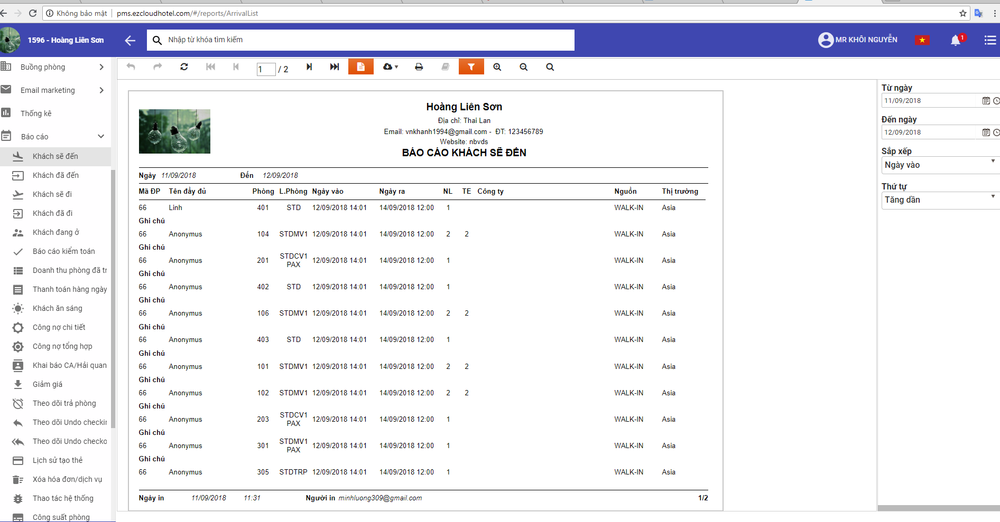 Không bảo mật pms.ezcloudhotel.com/#/reports/ArrivalList
1596 - Hoàng Liên Sơn
Nhập từ khóa tìm kiếm
MR KHÔI NGUYỄN
1
Buồng phòng
Email marketing
Thống kê
Báo cáo
Khách sẽ đến
Khách đã đến
Khách sẽ đi
Khách đã đi
Khách đang ở
Báo cáo kiểm toán
Doanh thu phòng đã tr
Thanh toán hàng ngày
Khách ăn sáng
Công nợ chi tiết
Công nợ tổng hợp
Khai báo CA/Hải quan
Giảm giá
Theo dõi trả phòng
Theo dõi Undo checkir
Theo dõi Undo checko
Lịch sử tạo thẻ
Xóa hóa đơn/dịch vụ
Thao tác hệ thống
Công suất phòng
1 / 2
Hoàng Liên Sơn
Địa chỉ: Thai Lan
Email: vnkhanh1994@gmail.com - ĐT: 123456789
Website: nbvds
BÁO CÁO KHÁCH SẼ ĐẾN
Ngày 11/09/2018 Đến 12/09/2018
Mã ĐP Tên đầy đủ Phòng L.Phòng Ngày vào Ngày ra NL TE Công ty Nguồn Thị trường
66 Linh 401 STD 12/09/2018 14:01 14/09/2018 12:00 1 WALK-IN Asia
Ghi chú
66 Anonymus 104 STDMV1 12/09/2018 14:01 14/09/2018 12:00 2 2 WALK-IN Asia
Ghi chú
66 Anonymus 201 STDCV1 PAX 12/09/2018 14:01 14/09/2018 12:00 1 WALK-IN Asia
Ghi chú
66 Anonymus 402 STD 12/09/2018 14:01 14/09/2018 12:00 1 WALK-IN Asia
Ghi chú
66 Anonymus 106 STDMV1 12/09/2018 14:01 14/09/2018 12:00 2 2 WALK-IN Asia
Ghi chú
66 Anonymus 403 STD 12/09/2018 14:01 14/09/2018 12:00 1 WALK-IN Asia
Ghi chú
66 Anonymus 101 STDMV1 12/09/2018 14:01 14/09/2018 12:00 2 2 WALK-IN Asia
Ghi chú
66 Anonymus 102 STDMV1 12/09/2018 14:01 14/09/2018 12:00 2 2 WALK-IN Asia
Ghi chú
66 Anonymus 203 STDCV1 PAX 12/09/2018 14:01 14/09/2018 12:00 1 WALK-IN Asia
Ghi chú
66 Anonymus 301 STDMV1 PAX 12/09/2018 14:01 14/09/2018 12:00 1 WALK-IN Asia
Ghi chú
66 Anonymus 305 STDTRP 12/09/2018 14:01 14/09/2018 12:00 1 WALK-IN Asia
Ngày in 11/09/2018 11:31 Người in minhluong309@gmail.com 1/2
Từ ngày
11/09/2018
Đến ngày
12/09/2018
Sắp xếp
Ngày vào
Thứ tự
Tăng dần